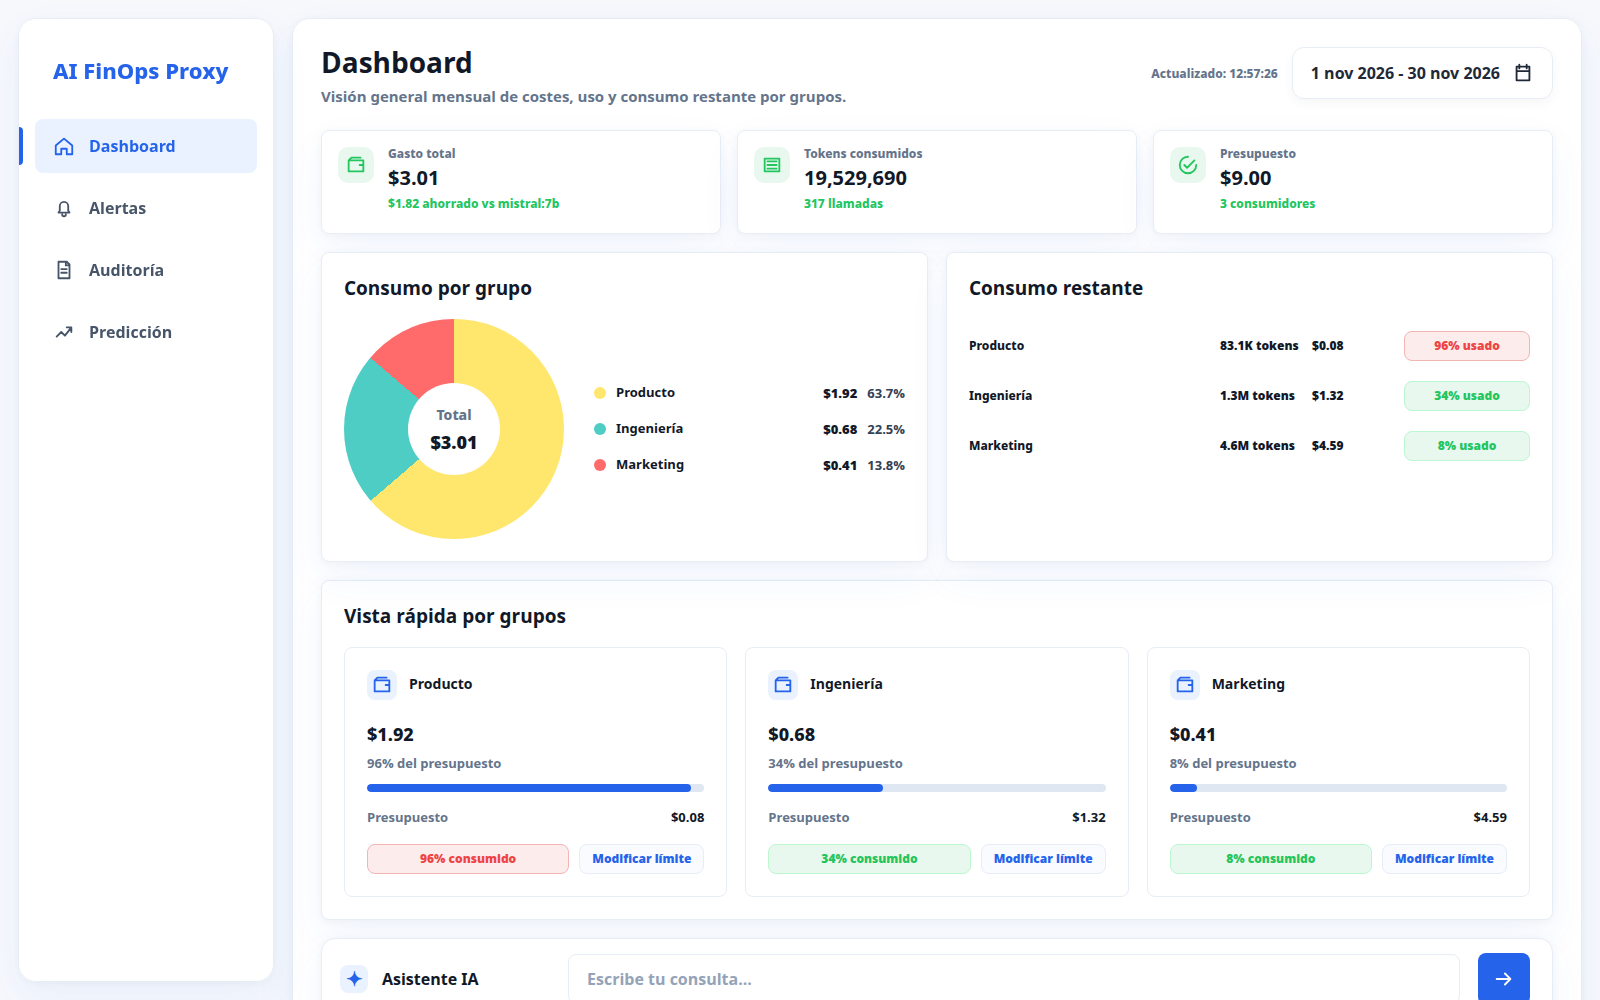 AI FinOps Proxy
Dashboard
Alertas
Auditoría
Predicción
Dashboard
Visión general mensual de costes, uso y consumo restante por grupos.
Actualizado: 12:57:26
1 nov 2026 - 30 nov 2026
Gasto total
$3.01
$1.82 ahorrado vs mistral:7b
Tokens consumidos
19,529,690
317 llamadas
Presupuesto
$9.00
3 consumidores
Consumo por grupo
Total
$3.01
Producto $1.92 63.7%
Ingeniería $0.68 22.5%
Marketing $0.41 13.8%
Consumo restante
Producto 83.1K tokens $0.08 96% usado
Ingeniería 1.3M tokens $1.32 34% usado
Marketing 4.6M tokens $4.59 8% usado
Vista rápida por grupos
Producto
$1.92
96% del presupuesto
Presupuesto $0.08
96% consumido Modificar límite
Ingeniería
$0.68
34% del presupuesto
Presupuesto $1.32
34% consumido Modificar límite
Marketing
$0.41
8% del presupuesto
Presupuesto $4.59
8% consumido Modificar límite
Asistente IA
Escribe tu consulta...